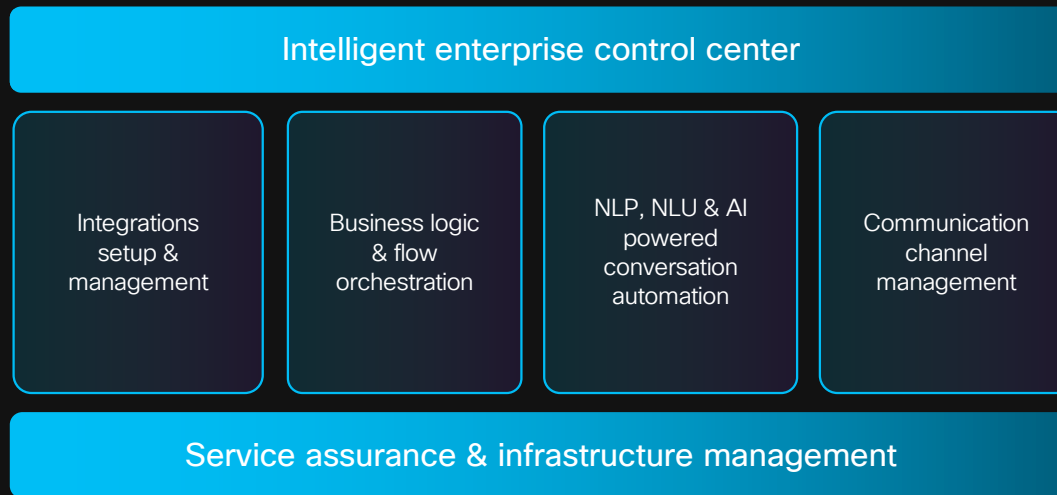 Intelligent enterprise control center
Integrations
setup &
management
Business logic
& flow
orchestration
NLP, NLU & AI
powered
conversation
automation
Communication
channel
management
Service assurance & infrastructure management